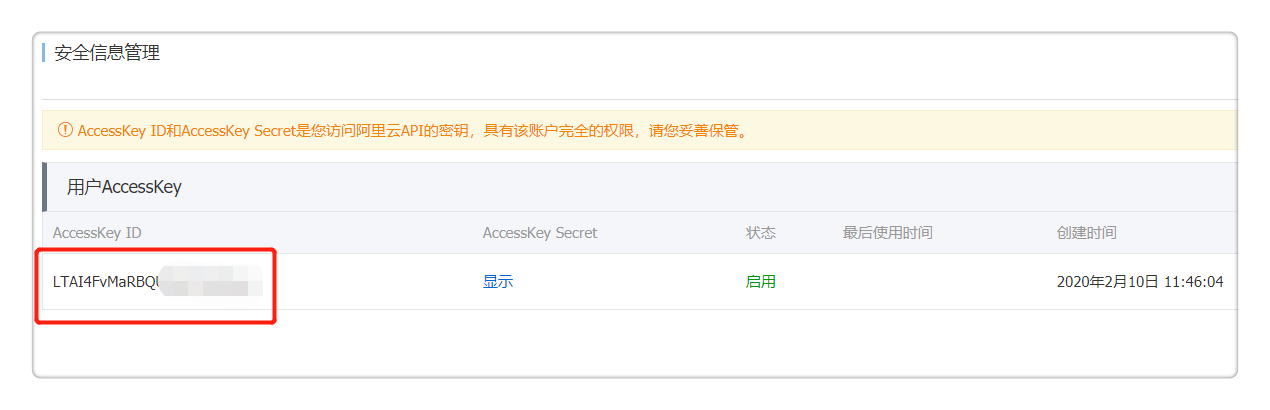 安全信息管理
AccessKey ID和AccessKey Secret是您访问阿里云API的密钥，具有该账户完全的权限，请您妥善保管。
用户AccessKey
AccessKey ID AccessKey Secret 状态 最后使用时间 创建时间
LTAI4FvMaRBQ 显示 启用 2020年2月10日 11:46:04